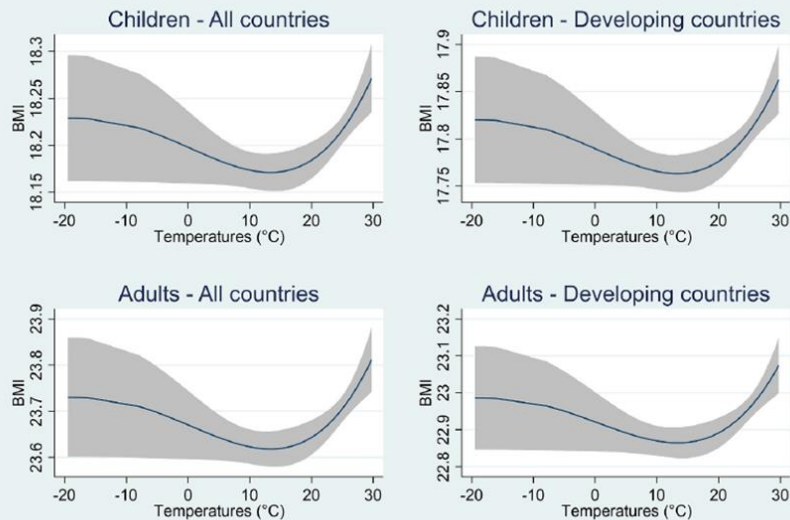 Children - All countries
BMI
18.3
18.25
18.2
18.15
-20 -10 0 10 20 30
Temperatures (°C)
Children - Developing countries
BMI
17.9
17.85
17.8
17.75
-20 -10 0 10 20 30
Temperatures (°C)
Adults - All countries
BMI
23.9
23.8
23.7
23.6
-20 -10 0 10 20 30
Temperatures (°C)
Adults - Developing countries
BMI
23.2
23.1
23
22.9
22.8
-20 -10 0 10 20 30
Temperatures (°C)